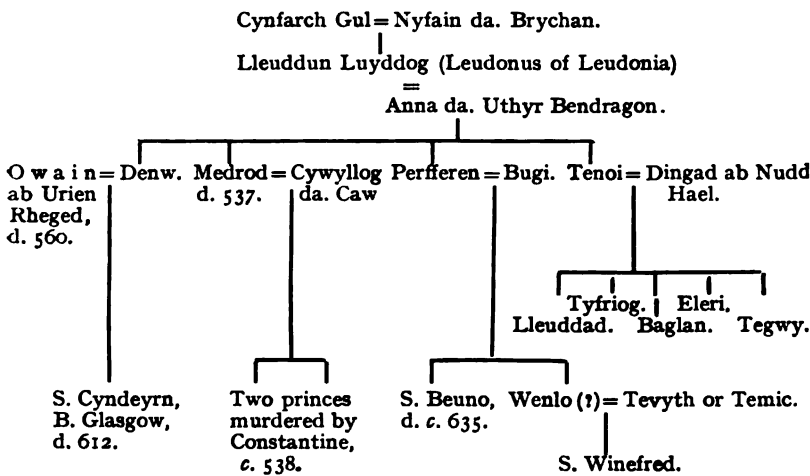 Cynfarch Gul = Nyfain da. Brychan.
Lleuddun Luyddog (Leudonus of Leudonia)
=
Anna da. Uthyr Bendragon.
Owain = Denw. Medrod = Cywyllog Perfferen = Bugi. Tenoi = Dingad ab Nudd
ab Urien d. 537. da. Caw Hael.
Rheged,
d. 560.
Tyfriog. Eleri.
Lleuddad. Baglan. Tegwy.
S. Cyndeyrn, Two princes S. Beuno, Wenlo (?) = Tevyth or Temic.
B. Glasgow, murdered by d. c. 635.
d. 612. Constantine,
c. 538. S. Winefred.